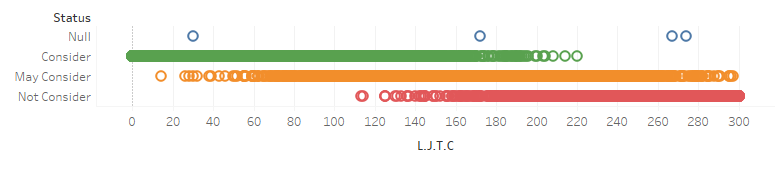 Status
Null
Consider
May Consider
Not Consider
0 20 40 60 80 100 120 140 160 180 200 220 240 260 280 300
L.J.T.C